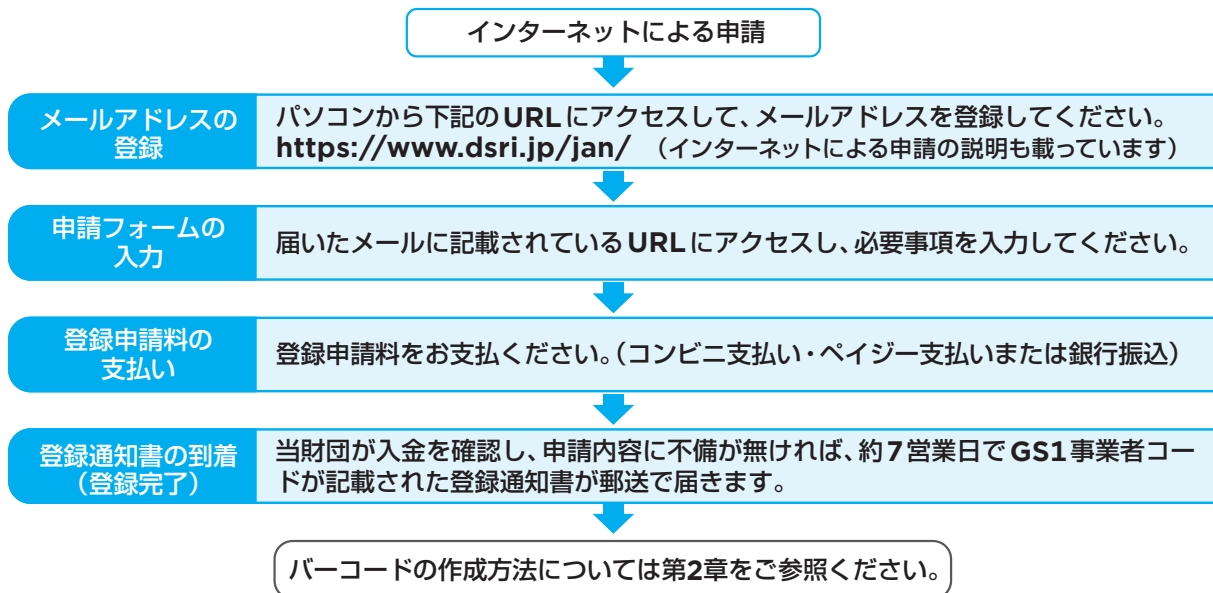 インターネットによる申請
メールアドレスの
登録
パソコンから下記のURLにアクセスして、メールアドレスを登録してください。
https://www.dsri.jp/jan/ （インターネットによる申請の説明も載っています）
申請フォームの
入力
届いたメールに記載されているURLにアクセスし、必要事項を入力してください。
登録申請料の
支払い
登録申請料をお支払ください。（コンビニ支払い・ペイジー支払いまたは銀行振込）
登録通知書の到着
（登録完了）
当財団が入金を確認し、申請内容に不備が無ければ、約7営業日でGS1事業者コー
ドが記載された登録通知書が郵送で届きます。
バーコードの作成方法については第2章をご参照ください。